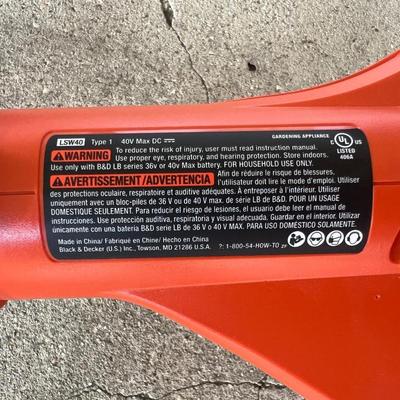 LSW40 Type 1 40V Max DC ⎓
GARDENING APPLIANCE
WARNING To reduce the risk of injury, user must read instruction manual.
Use proper eye, respiratory, and hearing protection. Store indoors.
Use only with B&D LB series 36v or 40v Max battery. FOR HOUSEHOLD USE ONLY.
C UL US
LISTED
406A
AVERTISSEMENT/ADVERTENCIA Afin de réduire le risque de blessures,
l'utilisateur doit lire le mode d'emploi. Utiliser
des protections oculaire, respiratoire et auditive adéquates. À entreposer à l'intérieur. Utiliser
uniquement avec un bloc-piles de 36 V ou de 40 V max. de série LB de B&D. POUR UN USAGE
DOMESTIQUE SEULEMENT. Para reducir el riesgo de lesiones, el usuario debe leer el manual de
instrucciones. Use protección auditiva, respiratoria y visual adecuada. Guardar en el interior. Utilizar
únicamente con una batería B&D serie LB de 36 V o 40 V MAX. PARA USO DOMESTICO SOLAMENTE.
Made in China/ Fabriqué en Chine/ Hecho en China
Black & Decker (U.S.) Inc., Towson, MD 21286 U.S.A.
?: 1-800-54-HOW-TO ZP